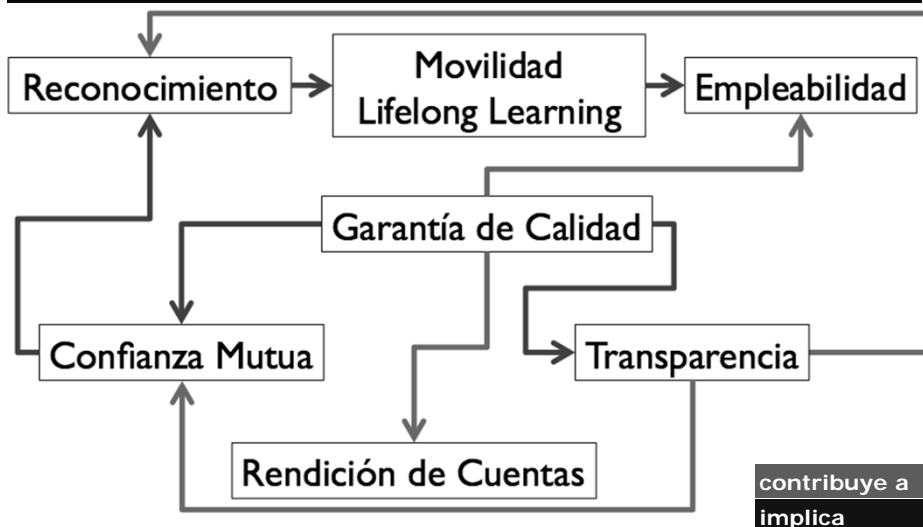 Reconocimiento
Movilidad
Lifelong Learning
Empleabilidad
Garantía de Calidad
Confianza Mutua
Transparencia
Rendición de Cuentas
contribuye a
implica